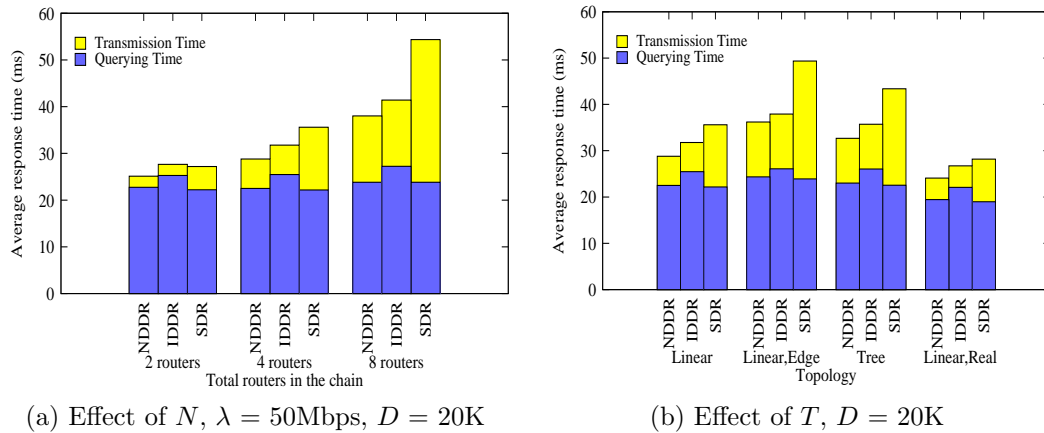 60
50
40
30
20
10
0
Average response time (ms)
Transmission Time
Querying Time
NDDR
IDDR
SDR
NDDR
IDDR
SDR
NDDR
IDDR
SDR
2 routers
4 routers
8 routers
Total routers in the chain
(a) Effect of N, λ = 50Mbps, D = 20K
60
50
40
30
20
10
0
Average response time (ms)
Transmission Time
Querying Time
NDDR
IDDR
SDR
NDDR
IDDR
SDR
NDDR
IDDR
SDR
NDDR
IDDR
SDR
Linear
Linear,Edge
Tree
Linear,Real
Topology
(b) Effect of T, D = 20K